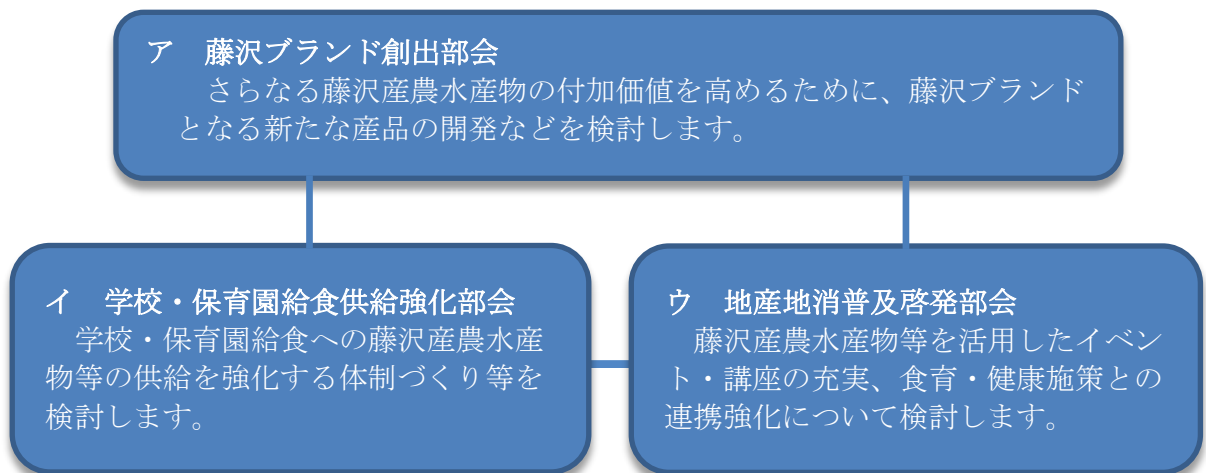 ア　藤沢ブランド創出部会
さらなる藤沢産農水産物の付加価値を高めるために、藤沢ブランド
となる新たな産品の開発などを検討します。
イ　学校・保育園給食供給強化部会
学校・保育園給食への藤沢産農水産
物等の供給を強化する体制づくり等を
検討します。
ウ　地産地消普及啓発部会
藤沢産農水産物等を活用したイベン
ト・講座の充実、食育・健康施策との
連携強化について検討します。